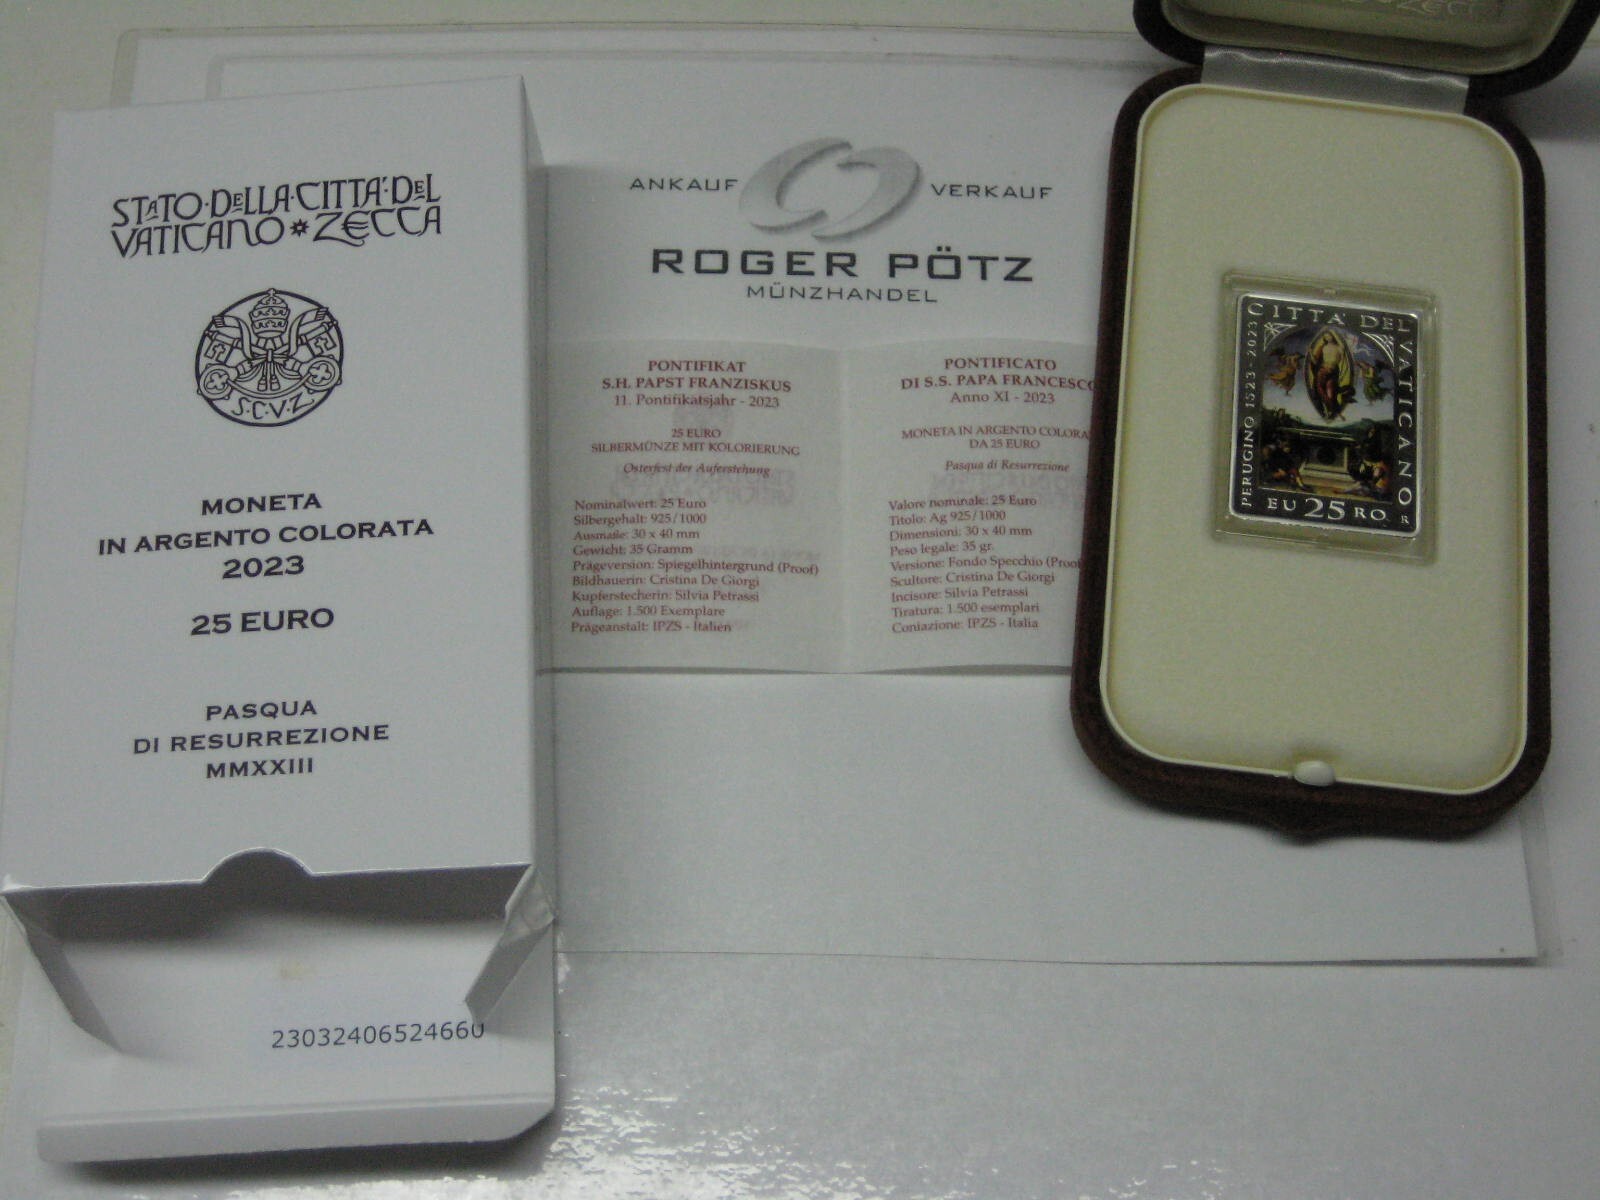 STATO·DELLA·CITTA'·DEL
VATICANO * ZECCA
S·C·V·Z
MONETA
IN ARGENTO COLORATA
2023
25 EURO
PASQUA
DI RESURREZIONE
MMXXIII
23032406524660
ANKAUF VERKAUF
ROGER PÖTZ
MÜNZHANDEL
PONTIFIKAT
S.H. PAPST FRANZISKUS
11. Pontifikatsjahr - 2023
25 EURO
SILBERMÜNZE MIT KOLORIERUNG
Osterfest der Auferstehung
Nominalwert: 25 Euro
Silbergehalt: 925/1000
Ausmaße: 30 x 40 mm
Gewicht: 35 Gramm
Prägeversion: Spiegelhintergrund (Proof)
Bildhauerin: Cristina De Giorgi
Kupferstecherin: Silvia Petrassi
Auflage: 1.500 Exemplare
Prägeanstalt: IPZS - Italien
PONTIFICATO
DI S.S. PAPA FRANCESCO
Anno XI - 2023
MONETA IN ARGENTO COLORA
DA 25 EURO
Pasqua di Resurrezione
Valore nominale: 25 Euro
Titolo: Ag 925/1000
Dimensioni: 30 x 40 mm
Peso legale: 35 gr.
Versione: Fondo Specchio (Proof
Scultore: Cristina De Giorgi
Incisore: Silvia Petrassi
Tiratura: 1.500 esemplari
Coniazione: IPZS - Italia
CITTA' DEL VATICANO
PERUGINO 1523-2023
EU 25 RO
R